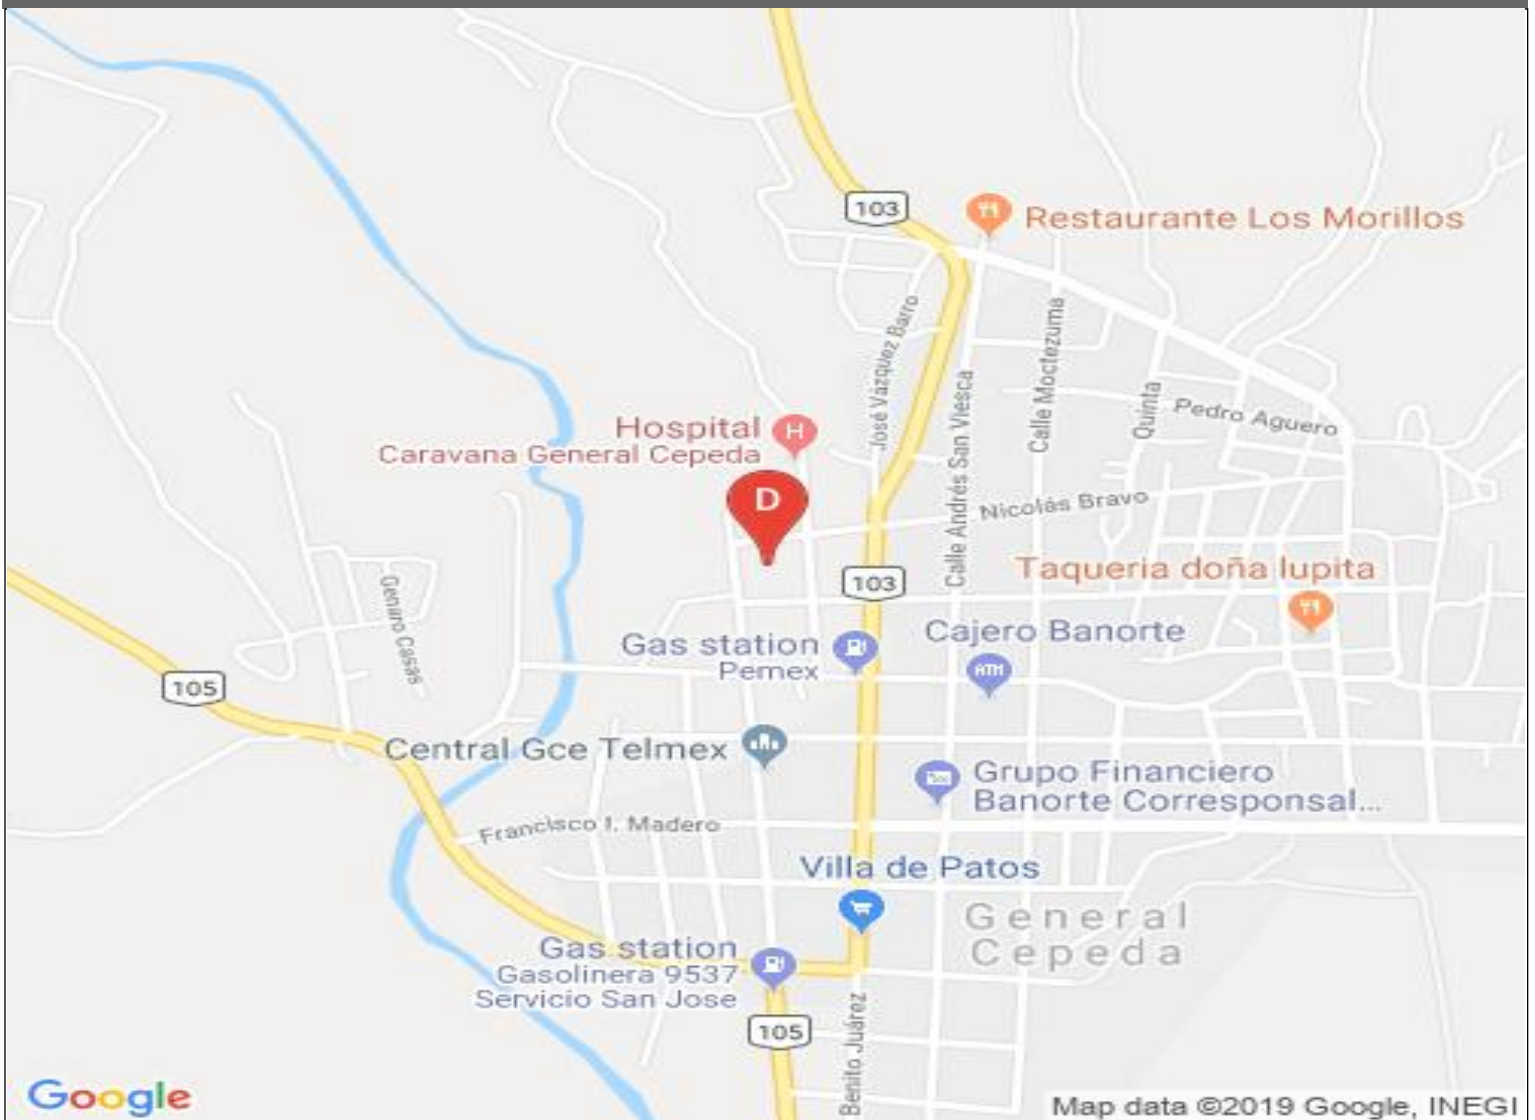 103
Restaurante Los Morillos
José Vázquez Barro
Calle Moctezuma
Calle Andrés San Viesca
Quinta
Pedro Aguero
Hospital
Caravana General Cepeda
D
Nicolás Bravo
103
Taqueria doña lupita
Genaro Casas
Gas station
Pemex
Cajero Banorte
ATM
105
Central Gce Telmex
Grupo Financiero
Banorte Corresponsal...
Francisco I. Madero
Villa de Patos
General
Cepeda
Gas station
Gasolinera 9537
Servicio San Jose
105
Benito Juárez
Google
Map data ©2019 Google, INEGI
H